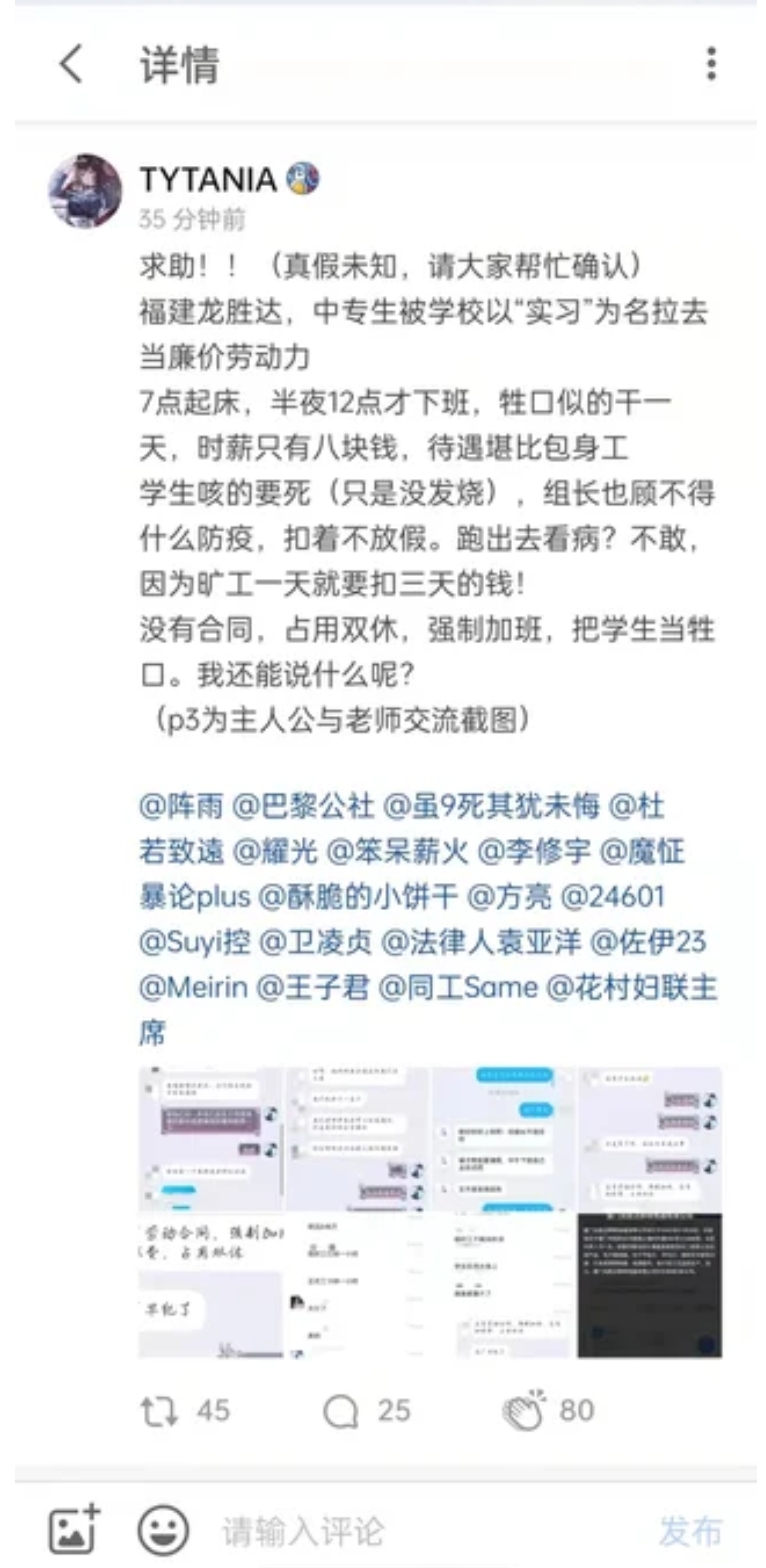 详情
TYTANIA
35 分钟前
求助！！（真假未知，请大家帮忙确认）
福建龙胜达，中专生被学校以“实习”为名拉去
当廉价劳动力
7点起床，半夜12点才下班，牲口似的干一
天，时薪只有八块钱，待遇堪比包身工
学生咳的要死（只是没发烧），组长也顾不得
什么防疫，扣着不放假。跑出去看病？不敢，
因为旷工一天就要扣三天的钱！
没有合同，占用双休，强制加班，把学生当牲
口。我还能说什么呢？
（p3为主人公与老师交流截图）
@阵雨 @巴黎公社 @虽9死其犹未悔 @杜
若致遠 @耀光 @笨呆薪火 @李修宇 @魔怔
暴论plus @酥脆的小饼干 @方亮 @24601
@Suyi控 @卫凌贞 @法律人袁亚洋 @佐伊23
@Meirin @王子君 @同工Same @花村妇联主
席
劳动合同，强制加
，占用双休
早就了
45 25 80
请输入评论 发布